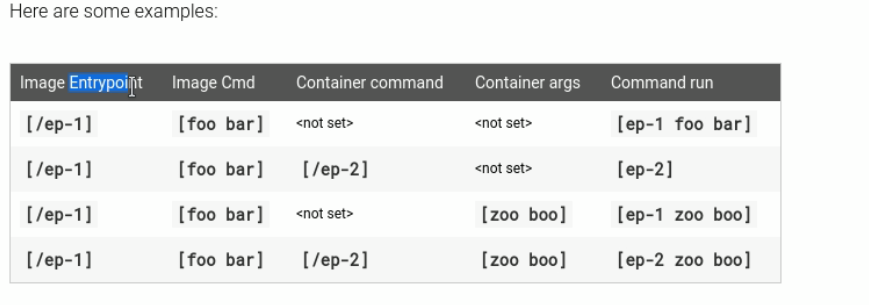 Here are some examples:
Image Entrypoint Image Cmd Container command Container args Command run
[/ep-1] [foo bar] <not set> <not set> [ep-1 foo bar]
[/ep-1] [foo bar] [/ep-2] <not set> [ep-2]
[/ep-1] [foo bar] <not set> [zoo boo] [ep-1 zoo boo]
[/ep-1] [foo bar] [/ep-2] [zoo boo] [ep-2 zoo boo]